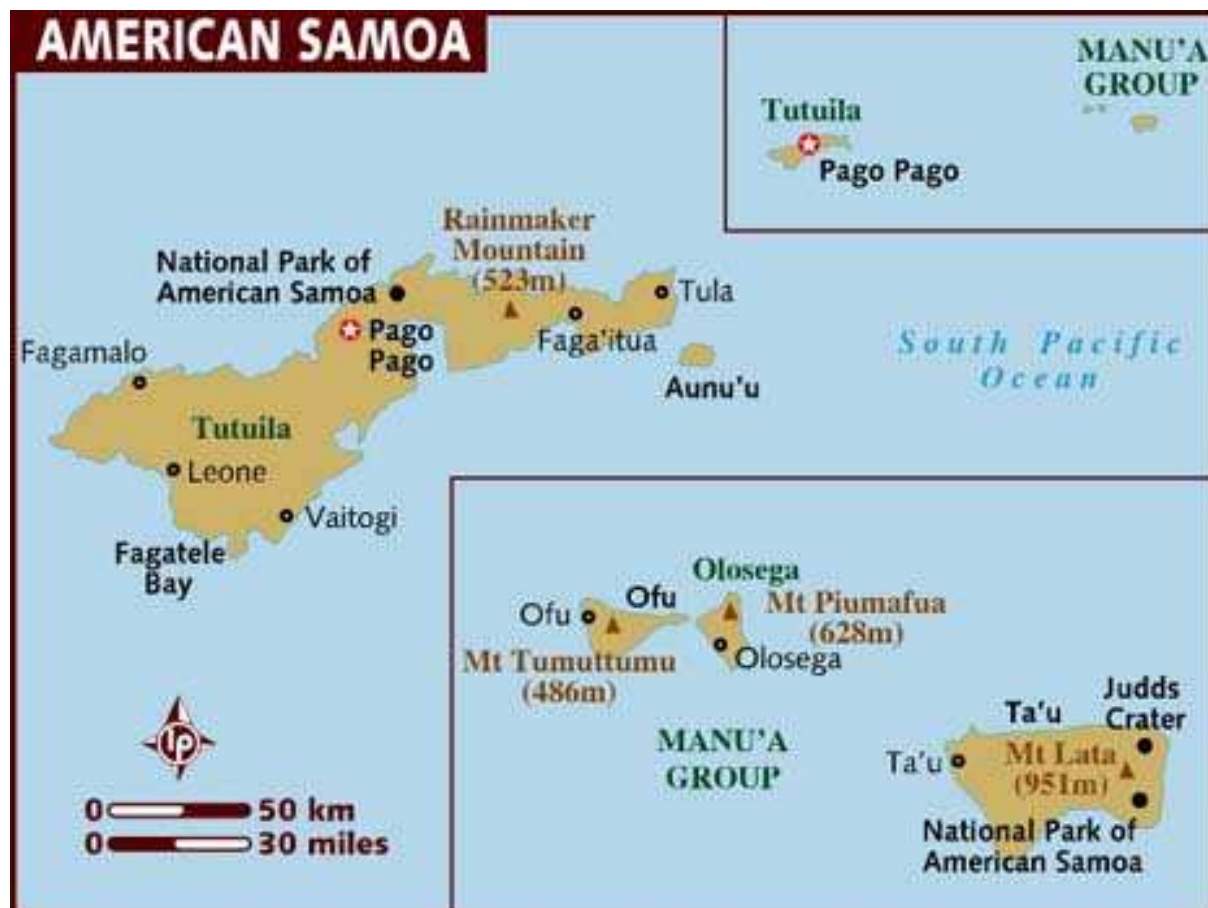 AMERICAN SAMOA
MANU'A
GROUP
Tutuila
Pago Pago
Rainmaker
Mountain
(523m)
National Park of
American Samoa
Tula
Pago
Pago
Faga'itua
Fagamalo
South Pacific
Ocean
Aunu'u
Tutuila
Leone
Vaitogi
Fagatele
Bay
Olosega
Ofu
Ofu
Mt Piumafua
(628m)
Olosega
Mt Tumuttumu
(486m)
Judds
Crater
Ta'u
MANU'A
GROUP
Ta'u
Mt Lata
(951m)
National Park of
American Samoa
LP
0 50 km
0 30 miles